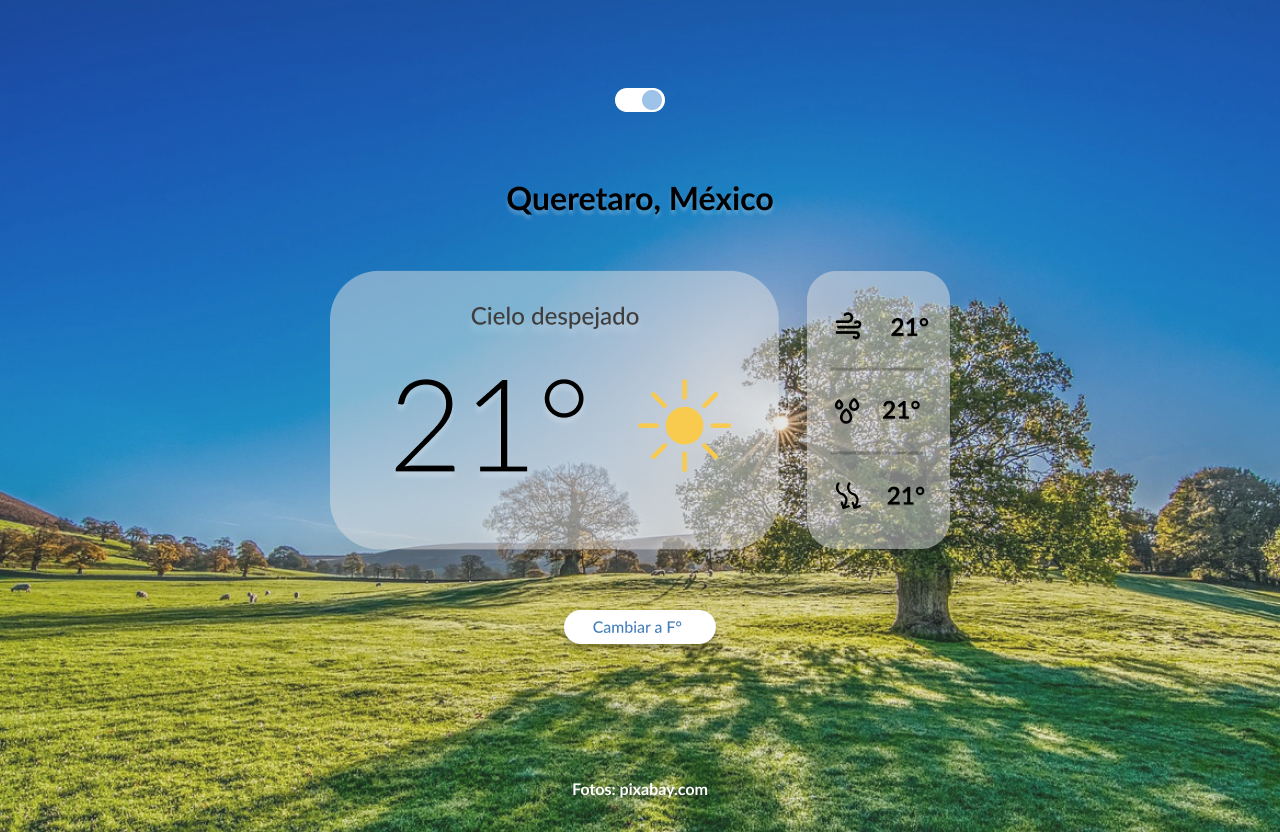 Queretaro, México
Cielo despejado
21°
21°
21°
21°
Cambiar a F°
Fotos: pixabay.com